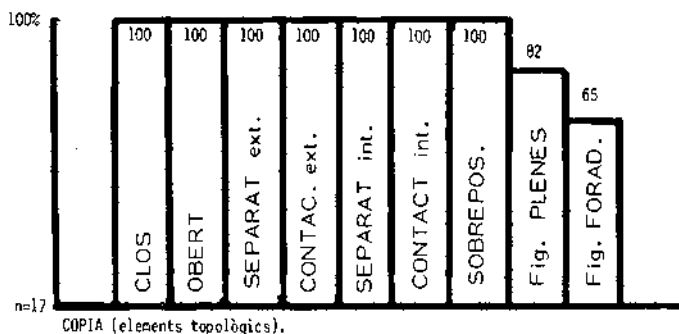 100%
100
100
100
100
100
100
100
82
65
CLOS
OBERT
SEPARAT ext.
CONTAC. ext.
SEPARAT int.
CONTACT int.
SOBREPOS.
Fig. PLENES
Fig. FORAD.
n=17
COPIA (elements topològics).